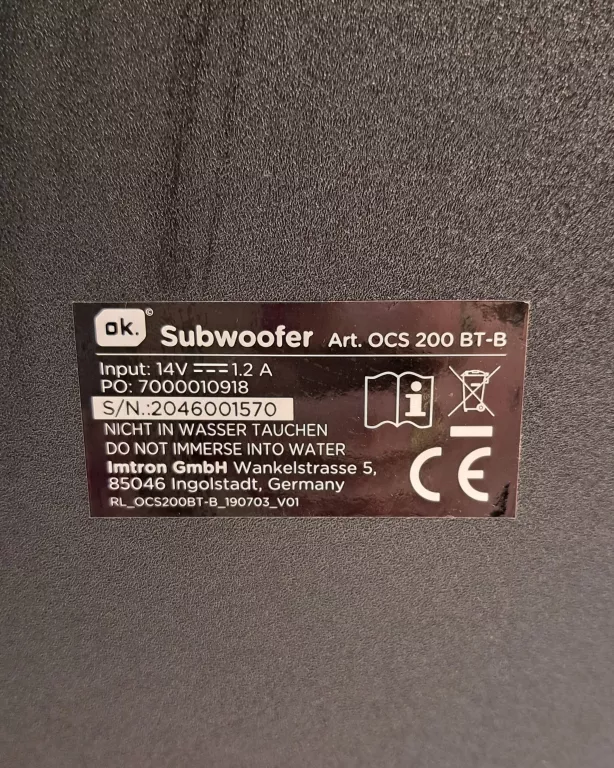 ok.©
Subwoofer Art. OCS 200 BT-B
Input: 14V ⎓ 1.2 A
PO: 7000010918
S/N.:2046001570
NICHT IN WASSER TAUCHEN
DO NOT IMMERSE INTO WATER
Imtron GmbH Wankelstrasse 5,
85046 Ingolstadt, Germany
RL_OCS200BT-B_190703_V01
i
CE